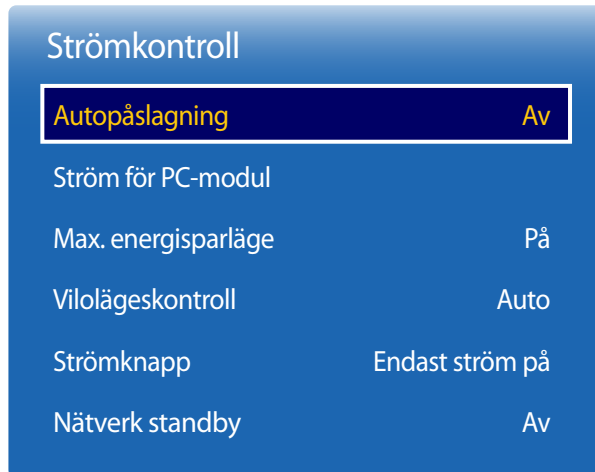 Strömkontroll
Autopåslagning Av
Ström för PC-modul
Max. energisparläge På
Vilolägeskontroll Auto
Strömknapp Endast ström på
Nätverk standby Av